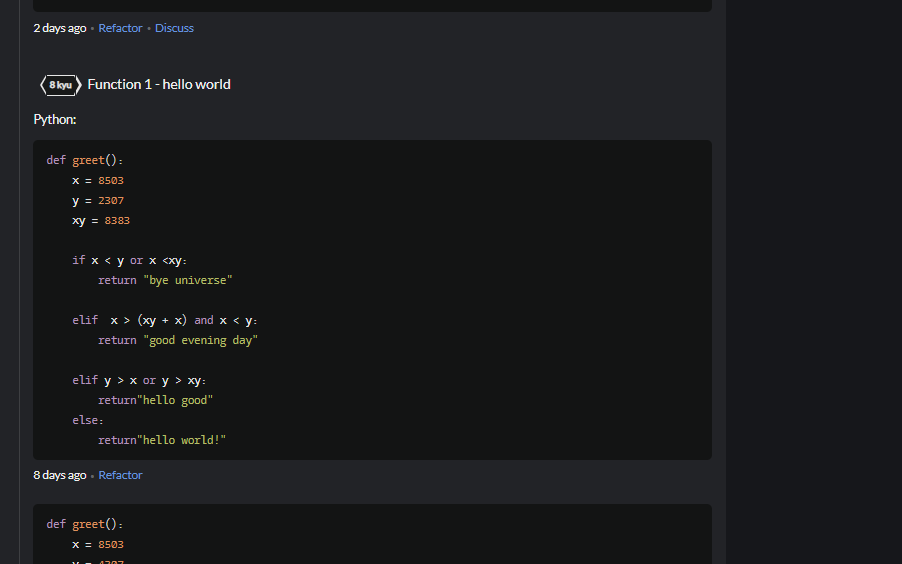 2 days ago • Refactor • Discuss
8 kyu Function 1 - hello world
Python:
def greet():
    x = 8503
    y = 2307
    xy = 8383

    if x < y or x <xy:
        return "bye universe"

    elif  x > (xy + x) and x < y:
        return "good evening day"

    elif y > x or y > xy:
        return"hello good"
    else:
        return"hello world!"
8 days ago • Refactor
def greet():
    x = 8503